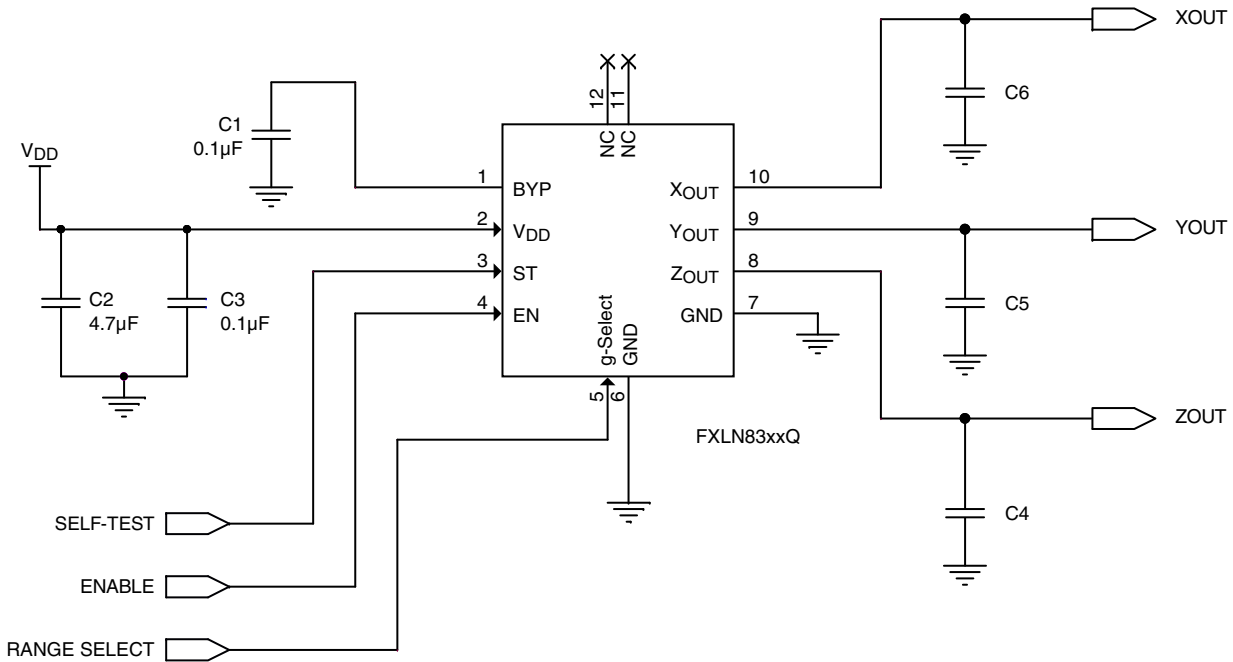 XOUT
C6
12
11
NC
NC
C1
0.1µF
VDD
1
BYP
XOUT
10
2
VDD
YOUT
9
YOUT
3
ST
ZOUT
8
C2
4.7µF
C3
0.1µF
4
EN
g-Select
GND
GND
7
C5
5
6
FXLN83xxQ
ZOUT
SELF-TEST
C4
ENABLE
RANGE SELECT